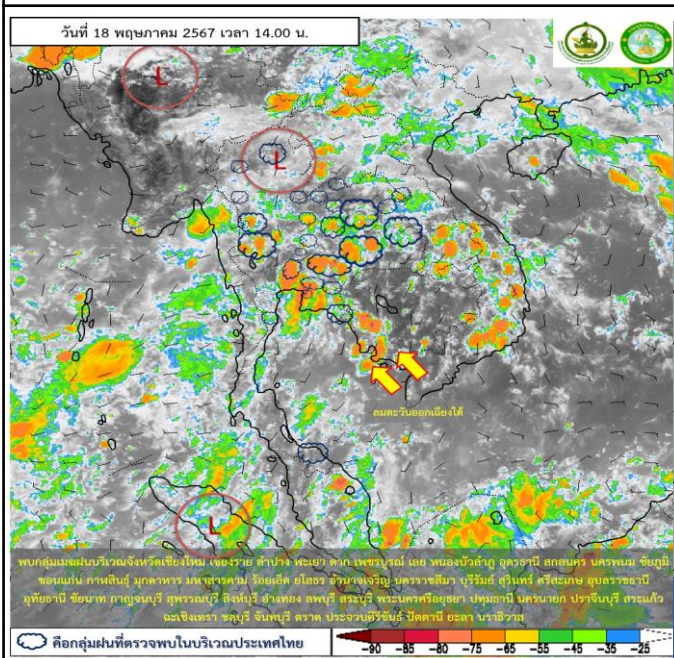 วันที่ 18 พฤษภาคม 2567 เวลา 14.00 น.
L
L
ลมตะวันออกเฉียงใต้
L
พบกลุ่มเมฆฝนบริเวณจังหวัดเชียงใหม่ เชียงราย ลำปาง พะเยา ตาก เพชรบูรณ์ เลย หนองบัวลำภู อุดรธานี สกลนคร นครพนม ชัยภูมิ
ขอนแก่น กาฬสินธุ์ มุกดาหาร มหาสารคาม ร้อยเอ็ด ยโสธร อำนาจเจริญ นครราชสีมา บุรีรัมย์ สุรินทร์ ศรีสะเกษ อุบลราชธานี
อุทัยธานี ชัยนาท กาญจนบุรี สุพรรณบุรี สิงห์บุรี อ่างทอง ลพบุรี สระบุรี พระนครศรีอยุธยา ปทุมธานี นครนายก ปราจีนบุรี สระแก้ว
ฉะเชิงเทรา ชลบุรี จันทบุรี ตราด ประจวบคีรีขันธ์ ปัตตานี ยะลา นราธิวาส
คือกลุ่มฝนที่ตรวจพบในบริเวณประเทศไทย
-90 -85 -80 -75 -65 -55 -45 -35 -25